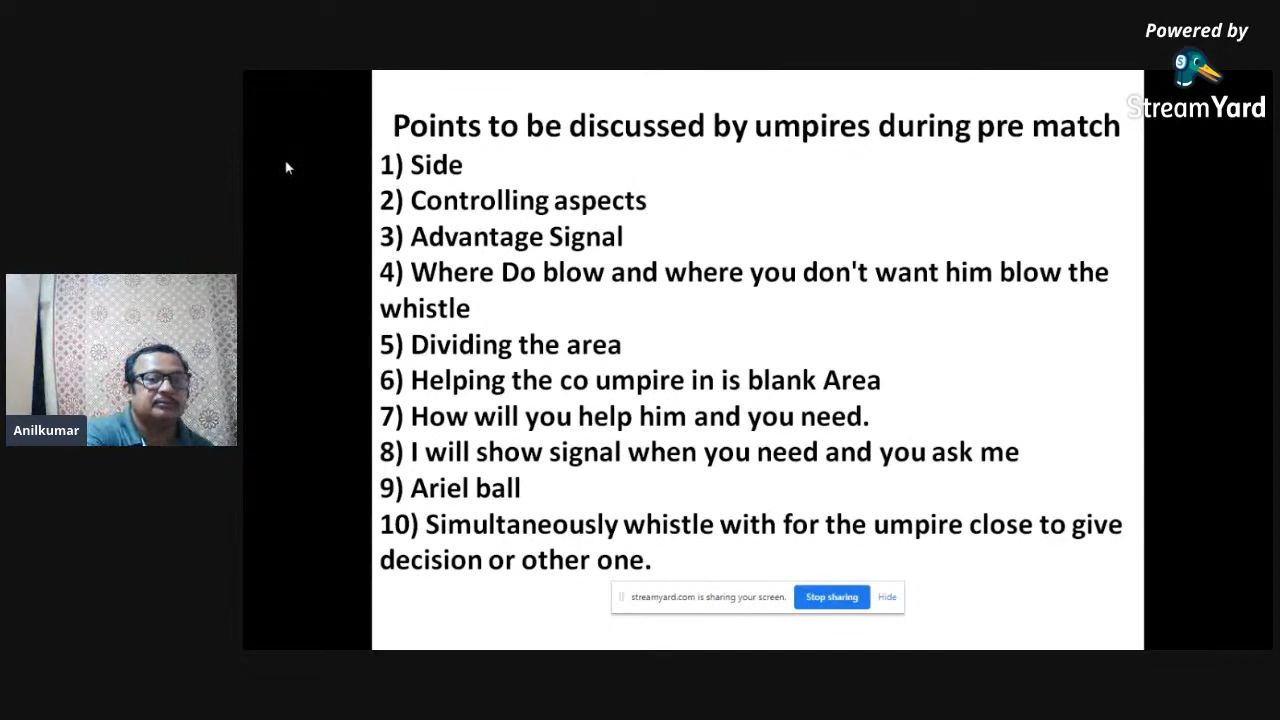 Powered by
StreamYard
Points to be discussed by umpires during pre match
1) Side
2) Controlling aspects
3) Advantage Signal
4) Where Do blow and where you don't want him blow the
whistle
5) Dividing the area
6) Helping the co umpire in is blank Area
7) How will you help him and you need.
8) I will show signal when you need and you ask me
9) Ariel ball
10) Simultaneously whistle with for the umpire close to give
decision or other one.
streamyard.com is sharing your screen. Stop sharing Hide
Anilkumar